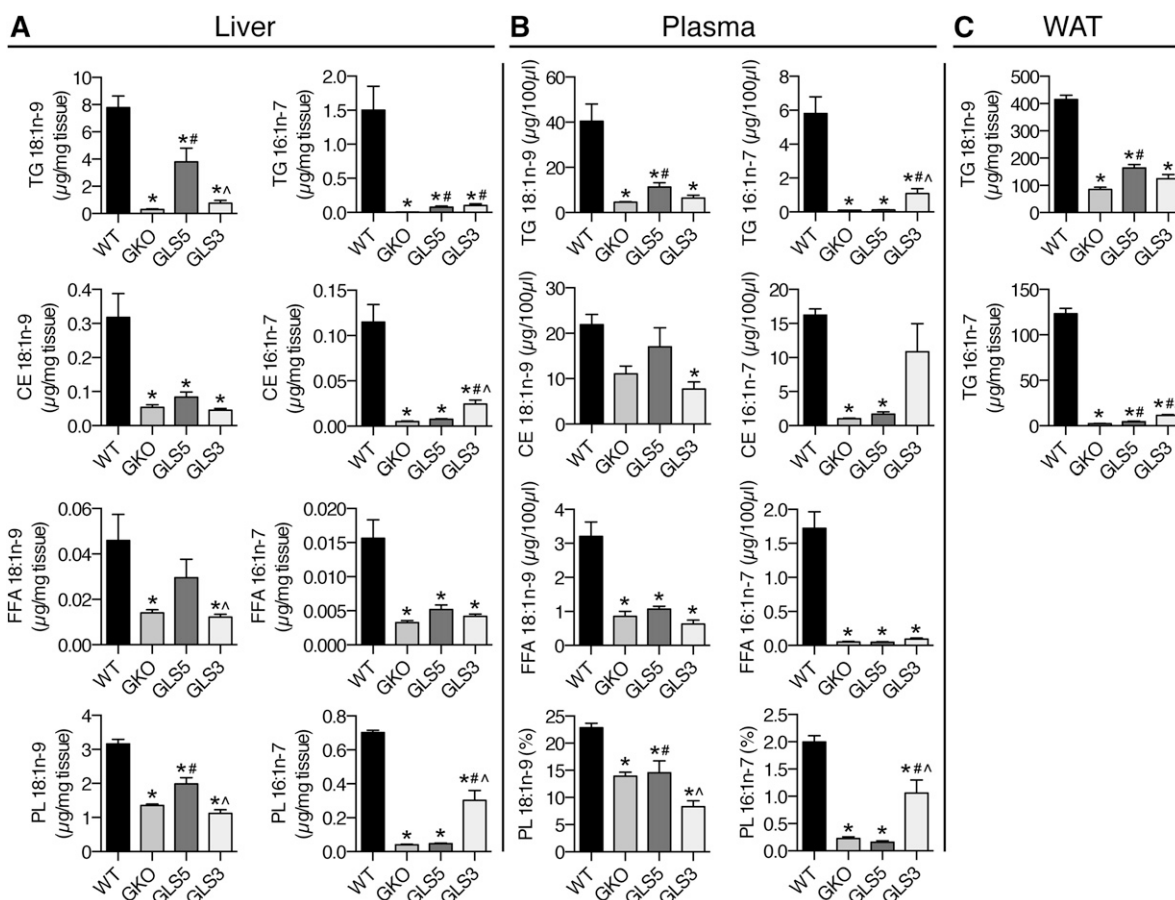 A Liver B Plasma C WAT
TG 18:1n-9
(µg/mg tissue)
8
6
4
2
0
*
*#
*^
WT
GKO
GLS5
GLS3
TG 16:1n-7
(µg/mg tissue)
2.0
1.5
1.0
0.5
0.0
*
*#
*#
WT
GKO
GLS5
GLS3
TG 18:1n-9 (µg/100µl)
60
40
20
0
*
*#
*
WT
GKO
GLS5
GLS3
TG 16:1n-7 (µg/100µl)
8
6
4
2
0
*
*
*#^
WT
GKO
GLS5
GLS3
TG 18:1n-9
(µg/mg tissue)
500
400
300
200
100
0
*
*#
*
WT
GKO
GLS5
GLS3
CE 18:1n-9
(µg/mg tissue)
0.4
0.3
0.2
0.1
0.0
*
*
*
WT
GKO
GLS5
GLS3
CE 16:1n-7
(µg/mg tissue)
0.15
0.10
0.05
0.00
*
*
*#^
WT
GKO
GLS5
GLS3
CE 18:1n-9 (µg/100µl)
30
20
10
0
*
WT
GKO
GLS5
GLS3
CE 16:1n-7 (µg/100µl)
20
15
10
5
0
*
*
WT
GKO
GLS5
GLS3
TG 16:1n-7
(µg/mg tissue)
150
100
50
0
*
*#
*#
WT
GKO
GLS5
GLS3
FFA 18:1n-9
(µg/mg tissue)
0.06
0.04
0.02
0.00
*
*^
WT
GKO
GLS5
GLS3
FFA 16:1n-7
(µg/mg tissue)
0.020
0.015
0.010
0.005
0.000
*
*
*
WT
GKO
GLS5
GLS3
FFA 18:1n-9 (µg/100µl)
4
3
2
1
0
*
*
*
WT
GKO
GLS5
GLS3
FFA 16:1n-7 (µg/100µl)
2.0
1.5
1.0
0.5
0.0
*
*
*
WT
GKO
GLS5
GLS3
PL 18:1n-9
(µg/mg tissue)
4
3
2
1
0
*
*#
*^
WT
GKO
GLS5
GLS3
PL 16:1n-7
(µg/mg tissue)
0.8
0.6
0.4
0.2
0.0
*
*
*#^
WT
GKO
GLS5
GLS3
PL 18:1n-9 (%)
25
20
15
10
5
0
*
*#
*^
WT
GKO
GLS5
GLS3
PL 16:1n-7 (%)
2.5
2.0
1.5
1.0
0.5
0.0
*
*
*#^
WT
GKO
GLS5
GLS3